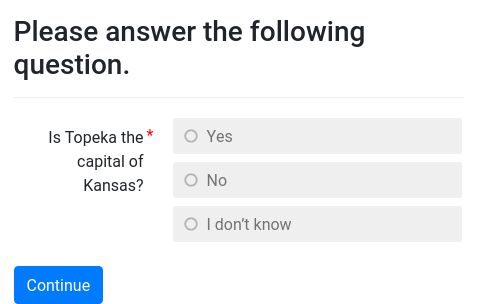 Please answer the following
question.
Is Topeka the *
capital of
Kansas?
Yes
No
I don’t know
Continue